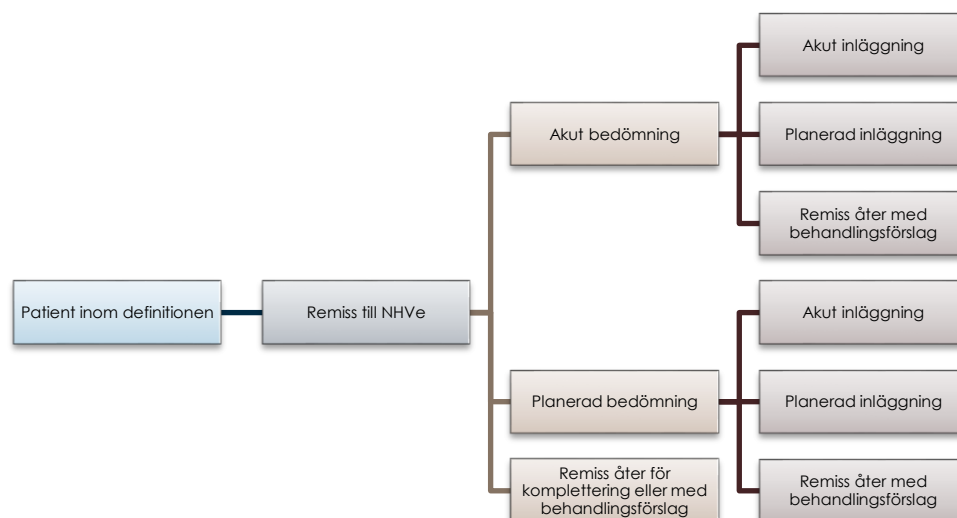 Patient inom definitionen
Remiss till NHVe
Akut bedömning
Akut inläggning
Planerad inläggning
Remiss åter med
behandlingsförslag
Planerad bedömning
Akut inläggning
Planerad inläggning
Remiss åter med
behandlingsförslag
Remiss åter för
komplettering eller med
behandlingsförslag